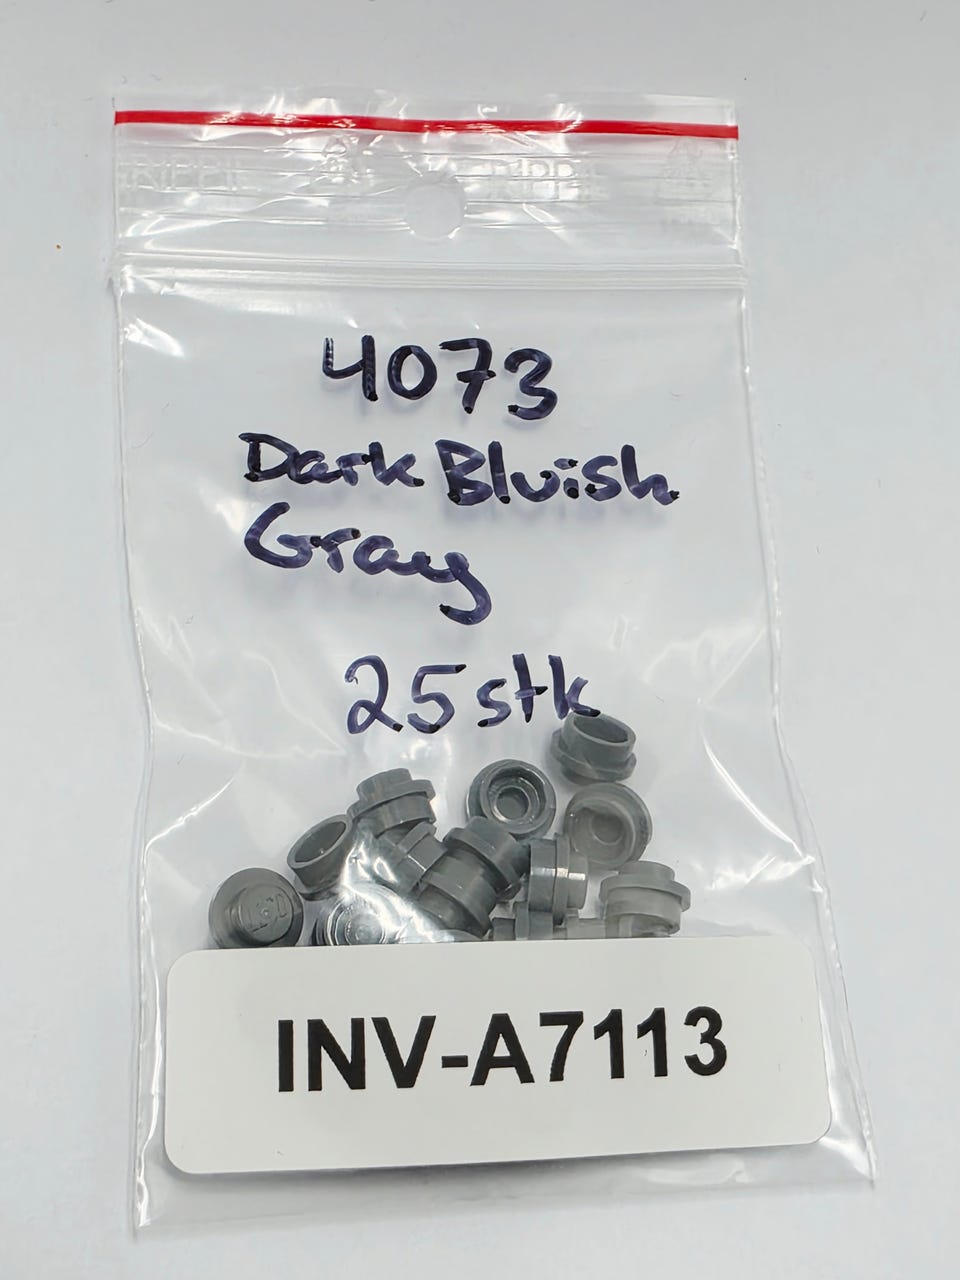 4073
Dark Bluish
Gray
25 stk
INV-A7113